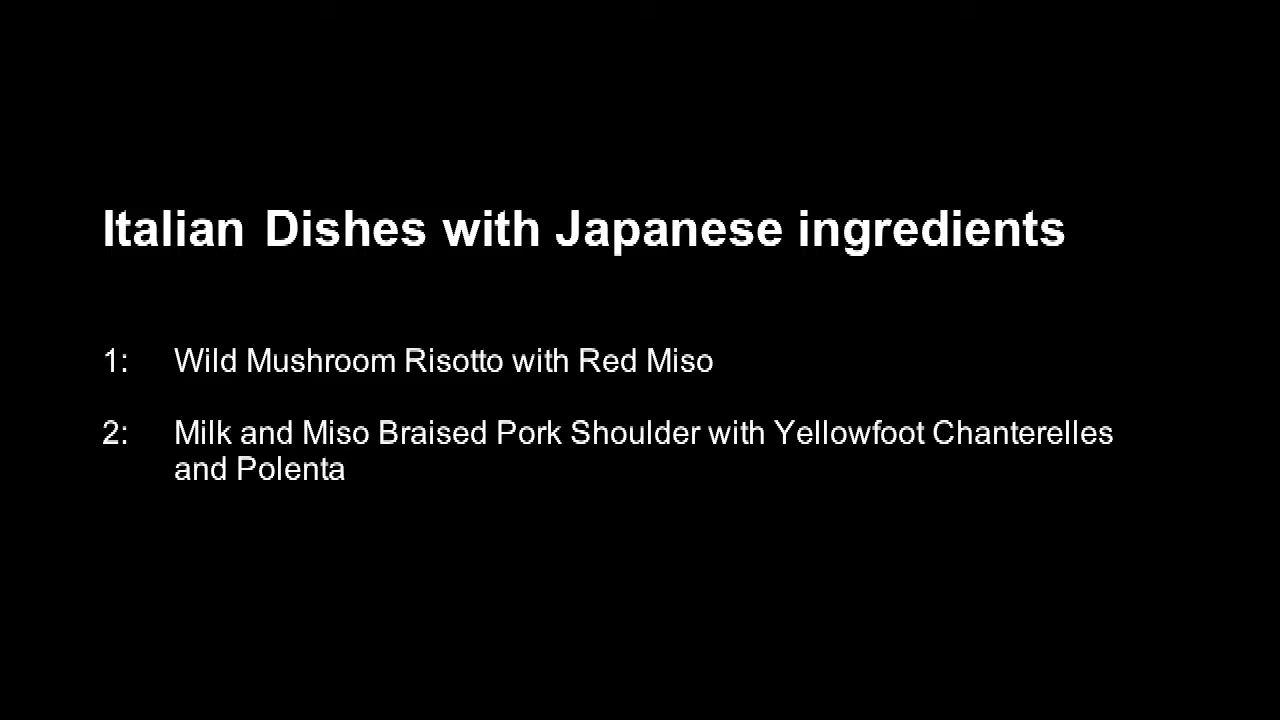 Italian Dishes with Japanese ingredients
1: Wild Mushroom Risotto with Red Miso
2: Milk and Miso Braised Pork Shoulder with Yellowfoot Chanterelles
and Polenta